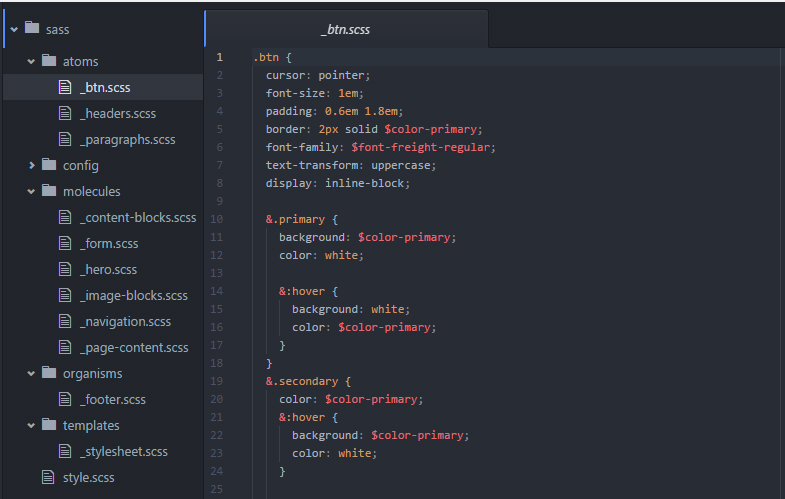 sass
atoms
_btn.scss
_headers.scss
_paragraphs.scss
config
molecules
_content-blocks.scss
_form.scss
_hero.scss
_image-blocks.scss
_navigation.scss
_page-content.scss
organisms
_footer.scss
templates
_stylesheet.scss
style.scss
_btn.scss
1 .btn {
2 cursor: pointer;
3 font-size: 1em;
4 padding: 0.6em 1.8em;
5 border: 2px solid $color-primary;
6 font-family: $font-freight-regular;
7 text-transform: uppercase;
8 display: inline-block;
9
10 &.primary {
11 background: $color-primary;
12 color: white;
13
14 &:hover {
15 background: white;
16 color: $color-primary;
17 }
18 }
19 &.secondary {
20 color: $color-primary;
21 &:hover {
22 background: $color-primary;
23 color: white;
24 }
25